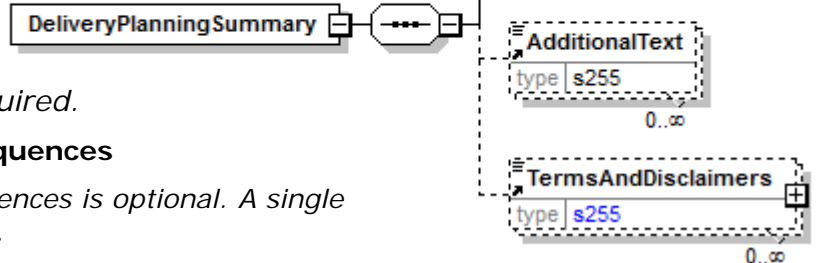 DeliveryPlanningSummary
AdditionalText
type s255
0..∞
uired.
quences
ences is optional. A single
TermsAndDisclaimers
type s255
0..∞